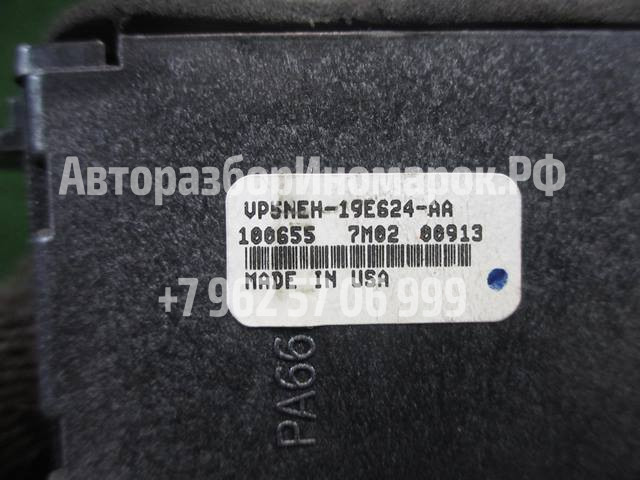 АвторазборИномарок.РФ
VP5NEH-19E624-AA
100655 7M02 00913
MADE IN USA
+7 962 57 06 999
PA66